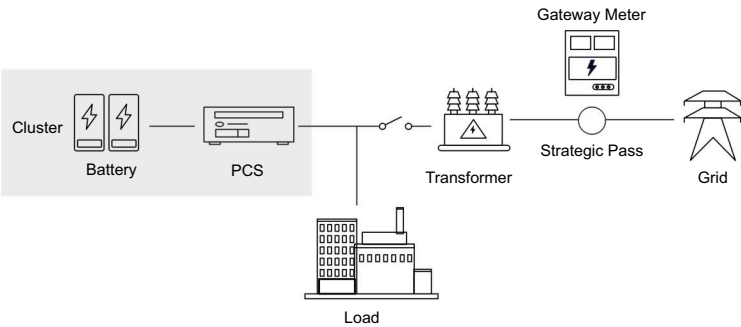 Gateway Meter
Cluster
Battery
PCS
Transformer
Strategic Pass
Grid
Load